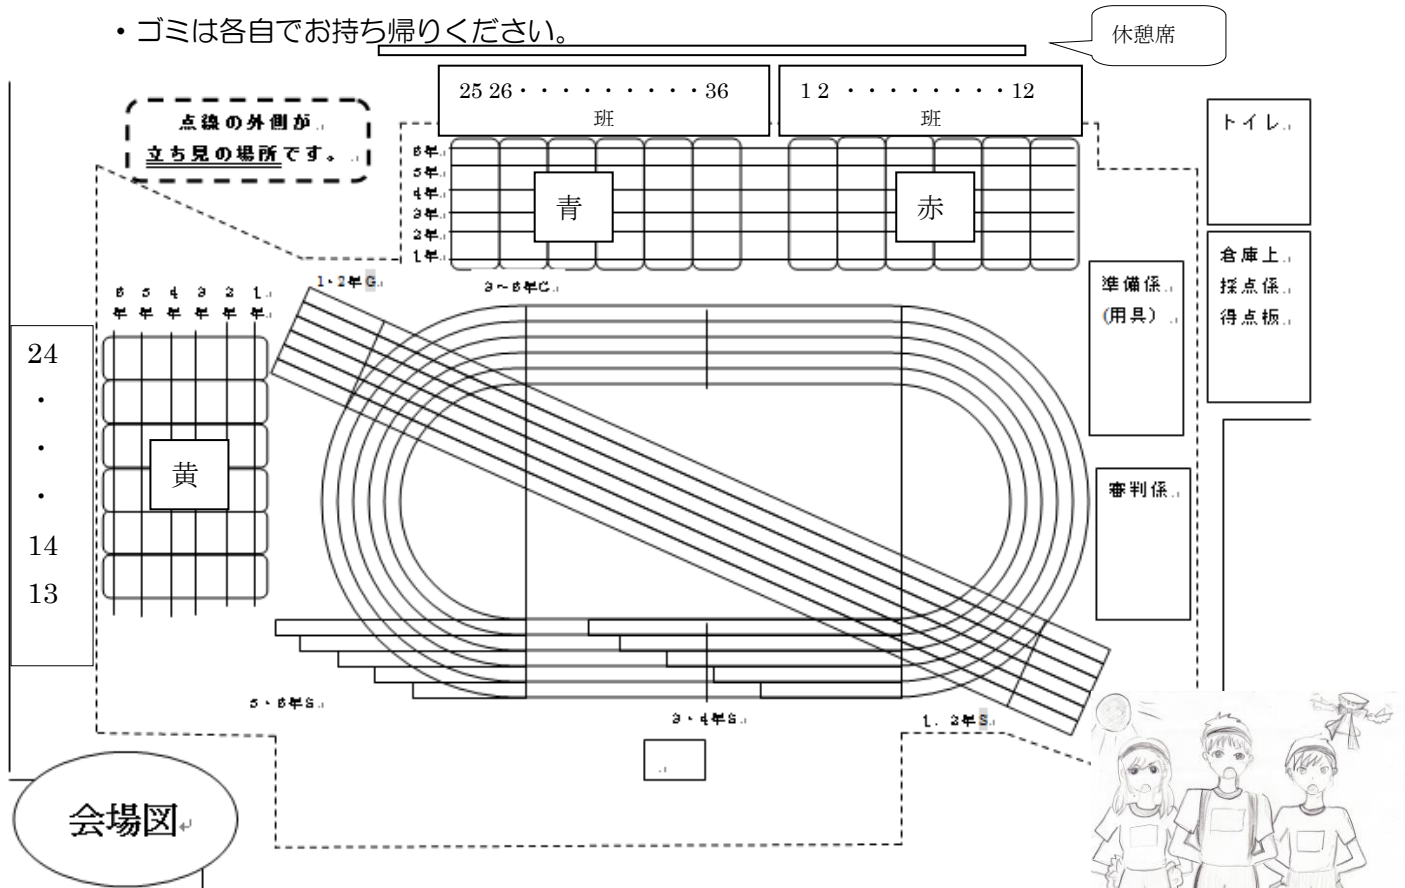 ・ゴミは各自でお持ち帰りください。
休憩席
25 26・・・・・・・・・36
班
1 2 ・・・・・・・・12
班
点線の外側が
立ち見の場所です。
トイレ
6年
5年
4年
3年
2年
1年
青
赤
倉庫上
採点係
得点板
準備係
(用具)
1・2年G
3～6年G
6年 5年 4年 3年 2年 1年
24
・
・
・
14
13
黄
審判係
5・6年S
3・4年S
1．2年S
会場図